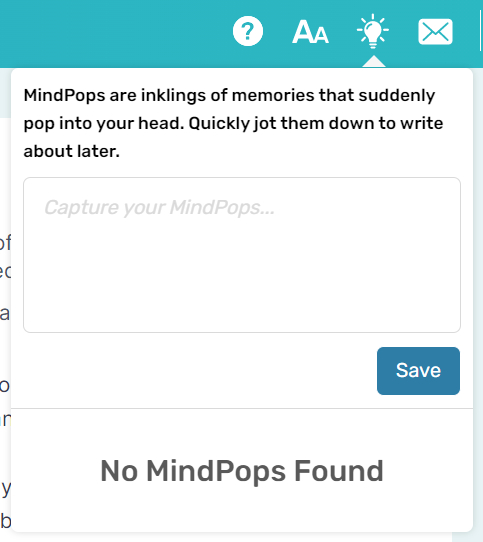 ?
AA
MindPops are inklings of memories that suddenly
pop into your head. Quickly jot them down to write
about later.
Capture your MindPops...
Save
No MindPops Found